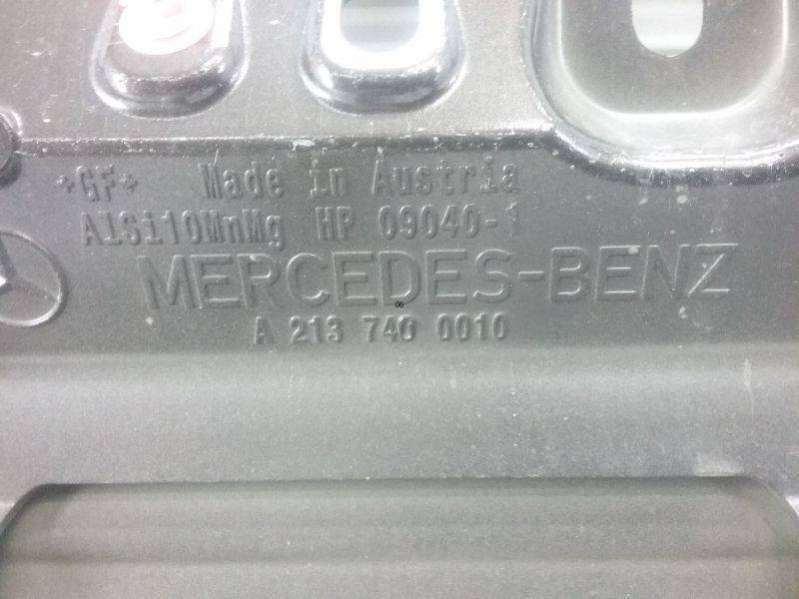 +GF+ Made in Austria
AlSi10MnMg HP 09040-1
MERCEDES-BENZ
A 213 740 0010